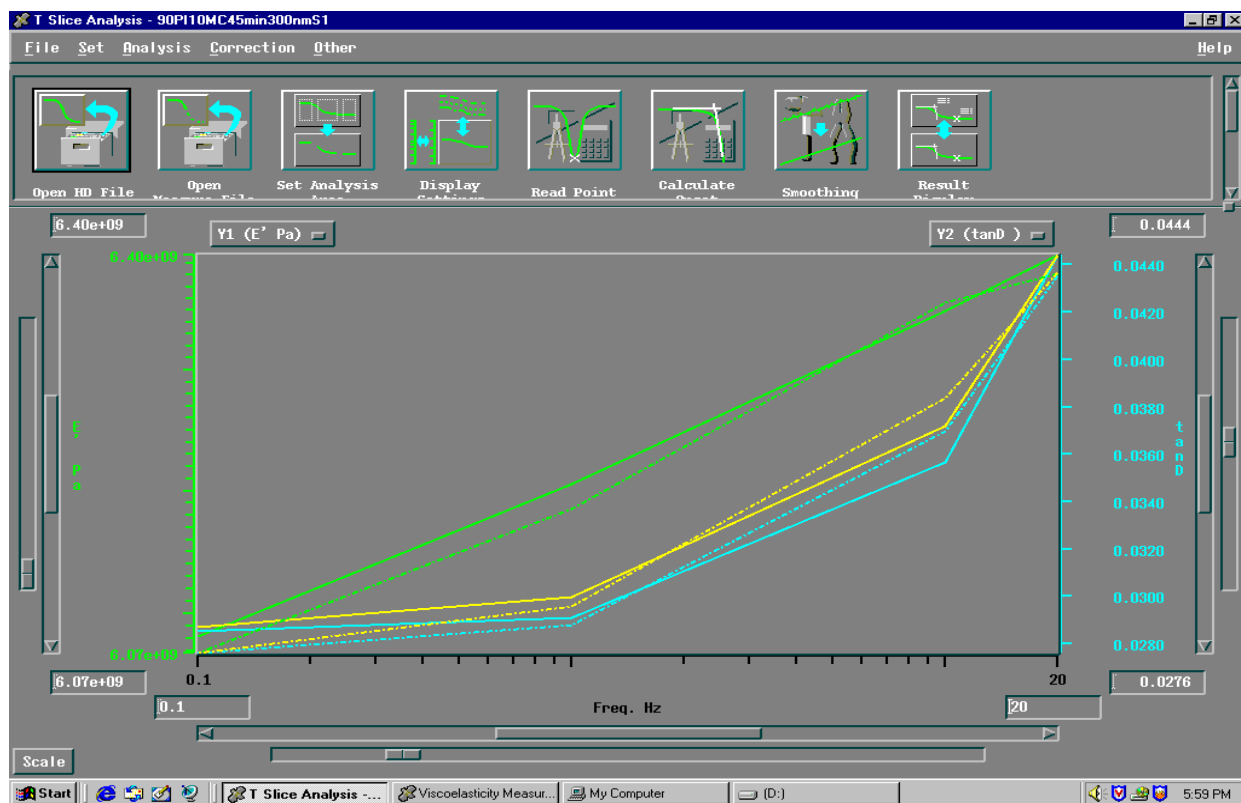 T Slice Analysis - 90PI10MC45min300nmS1
File Set Analysis Correction Other Help
Open HD File
Open
Set Analysis
Display
Read Point
Calculate
Smoothing
Result
6.40e+09
Y1 (E' Pa)
Y2 (tanD )
0.0444
6.40e+09
0.0440
0.0420
0.0400
0.0380
0.0360
0.0340
0.0320
0.0300
0.0280
E' Pa
tanD
6.07e+09
6.07e+09
0.1
20
0.0276
0.1
Freq. Hz
20
Scale
Start
T Slice Analysis -...
Viscoelasticity Measur...
My Computer
(D:)
5:59 PM